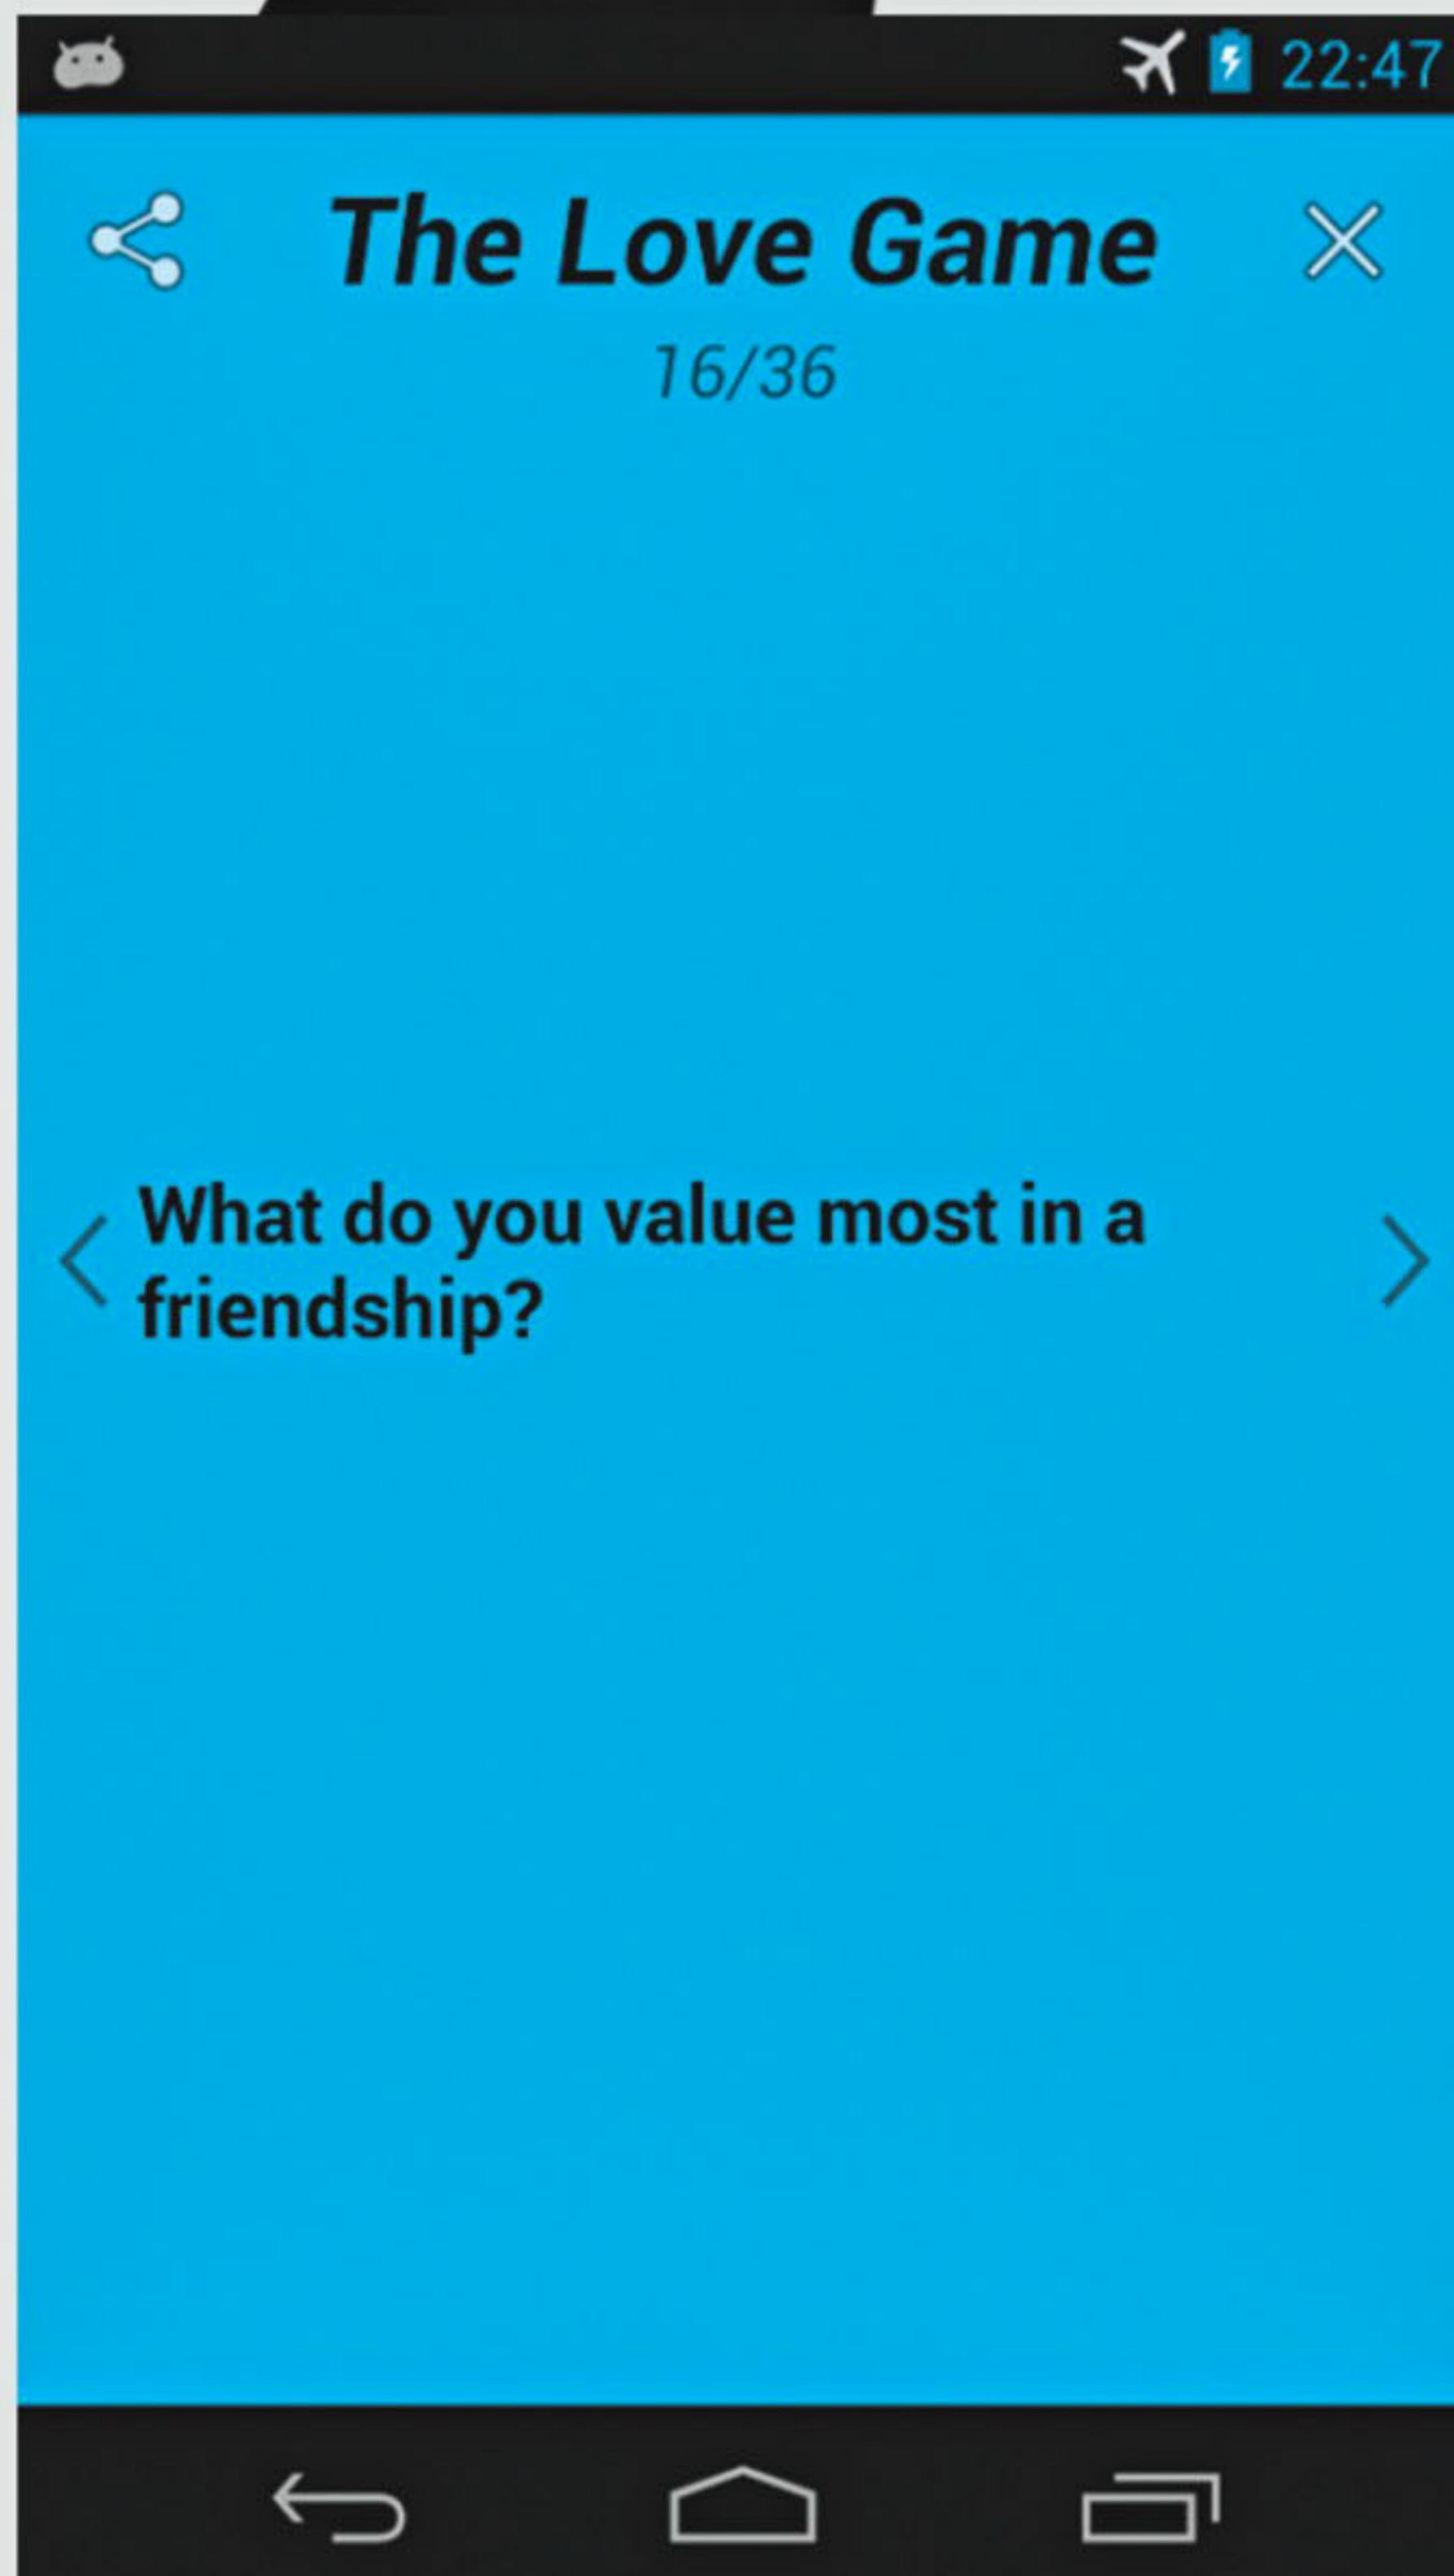 22:47
The Love Game
16/36
What do you value most in a
friendship?